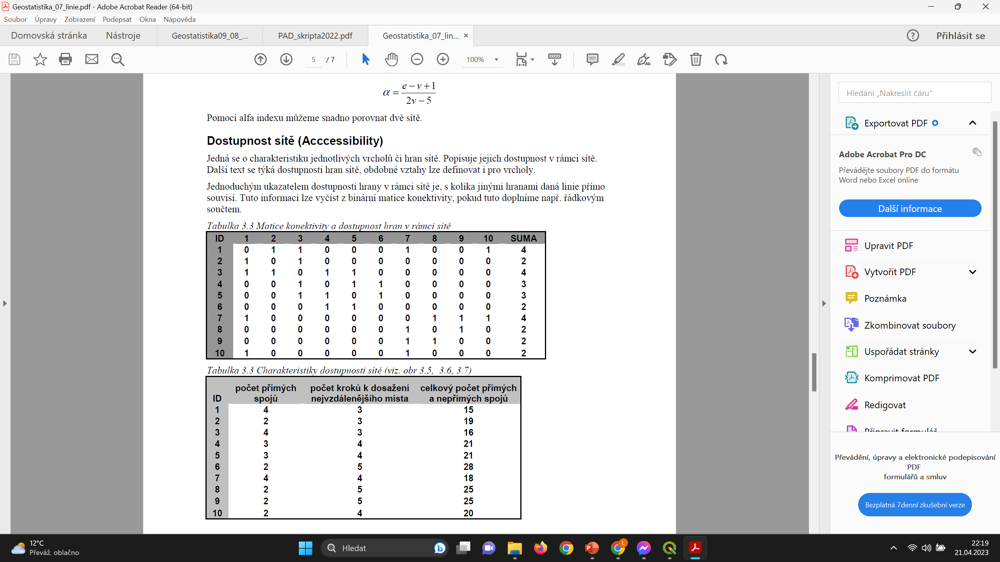 Geostatistika_07_linie.pdf - Adobe Acrobat Reader (64-bit)
Soubor Úpravy Zobrazení Podepsat Okna Nápověda
Domovská stránka Nástroje Geostatistika09_08_... PAD_skripta2022.pdf Geostatistika_07_lin... × ? Přihlásit se
5 / 7 100%
α = e − v + 1
2v − 5
Pomocí alfa indexu můžeme snadno porovnat dvě sítě.
Dostupnost sítě (Acccessibility)
Jedná se o charakteristiku jednotlivých vrcholů či hran sítě. Popisuje jejich dostupnost v rámci sítě.
Další text se týká dostupnosti hran sítě, obdobné vztahy lze definovat i pro vrcholy.
Jednoduchým ukazatelem dostupnosti hrany v rámci sítě je, s kolika jinými hranami daná linie přímo
souvisí. Tuto informaci lze vyčíst z binární matice konektivity, pokud tuto doplníme např. řádkovým
součtem.
Tabulka 3.3 Matice konektivity a dostupnost hran v rámci sítě
ID 1 2 3 4 5 6 7 8 9 10 SUMA
1 0 1 1 0 0 0 1 0 0 1 4
2 1 0 1 0 0 0 0 0 0 0 2
3 1 1 0 1 1 0 0 0 0 0 4
4 0 0 1 0 1 1 0 0 0 0 3
5 0 0 1 1 0 1 0 0 0 0 3
6 0 0 0 1 1 0 0 0 0 0 2
7 1 0 0 0 0 0 0 1 1 1 4
8 0 0 0 0 0 0 1 0 1 0 2
9 0 0 0 0 0 0 1 1 0 0 2
10 1 0 0 0 0 0 1 0 0 0 2
Tabulka 3.3 Charakteristiky dostupnosti sítě (viz. obr 3.5, 3.6, 3.7)
počet přímých počet kroků k dosažení celkový počet přímých
ID spojů nejvzdálenějšího místa a nepřímých spojů
1 4 3 15
2 2 3 19
3 4 3 16
4 3 4 21
5 3 4 21
6 2 5 28
7 4 4 18
8 2 5 25
9 2 5 25
10 2 4 20
Hledání „Nakreslit čáru“
Exportovat PDF
Adobe Acrobat Pro DC
Převádějte soubory PDF do formátu
Word nebo Excel online
Další informace
Upravit PDF
Vytvořit PDF
Poznámka
Zkombinovat soubory
Uspořádat stránky
Komprimovat PDF
Redigovat
Připravit formulář
Převádění, úpravy a elektronické podepisování
PDF
formulářů a smluv
Bezplatná 7denní zkušební verze
12°C
Převáž. oblačno
Hledat
L
P
22:19
21.04.2023